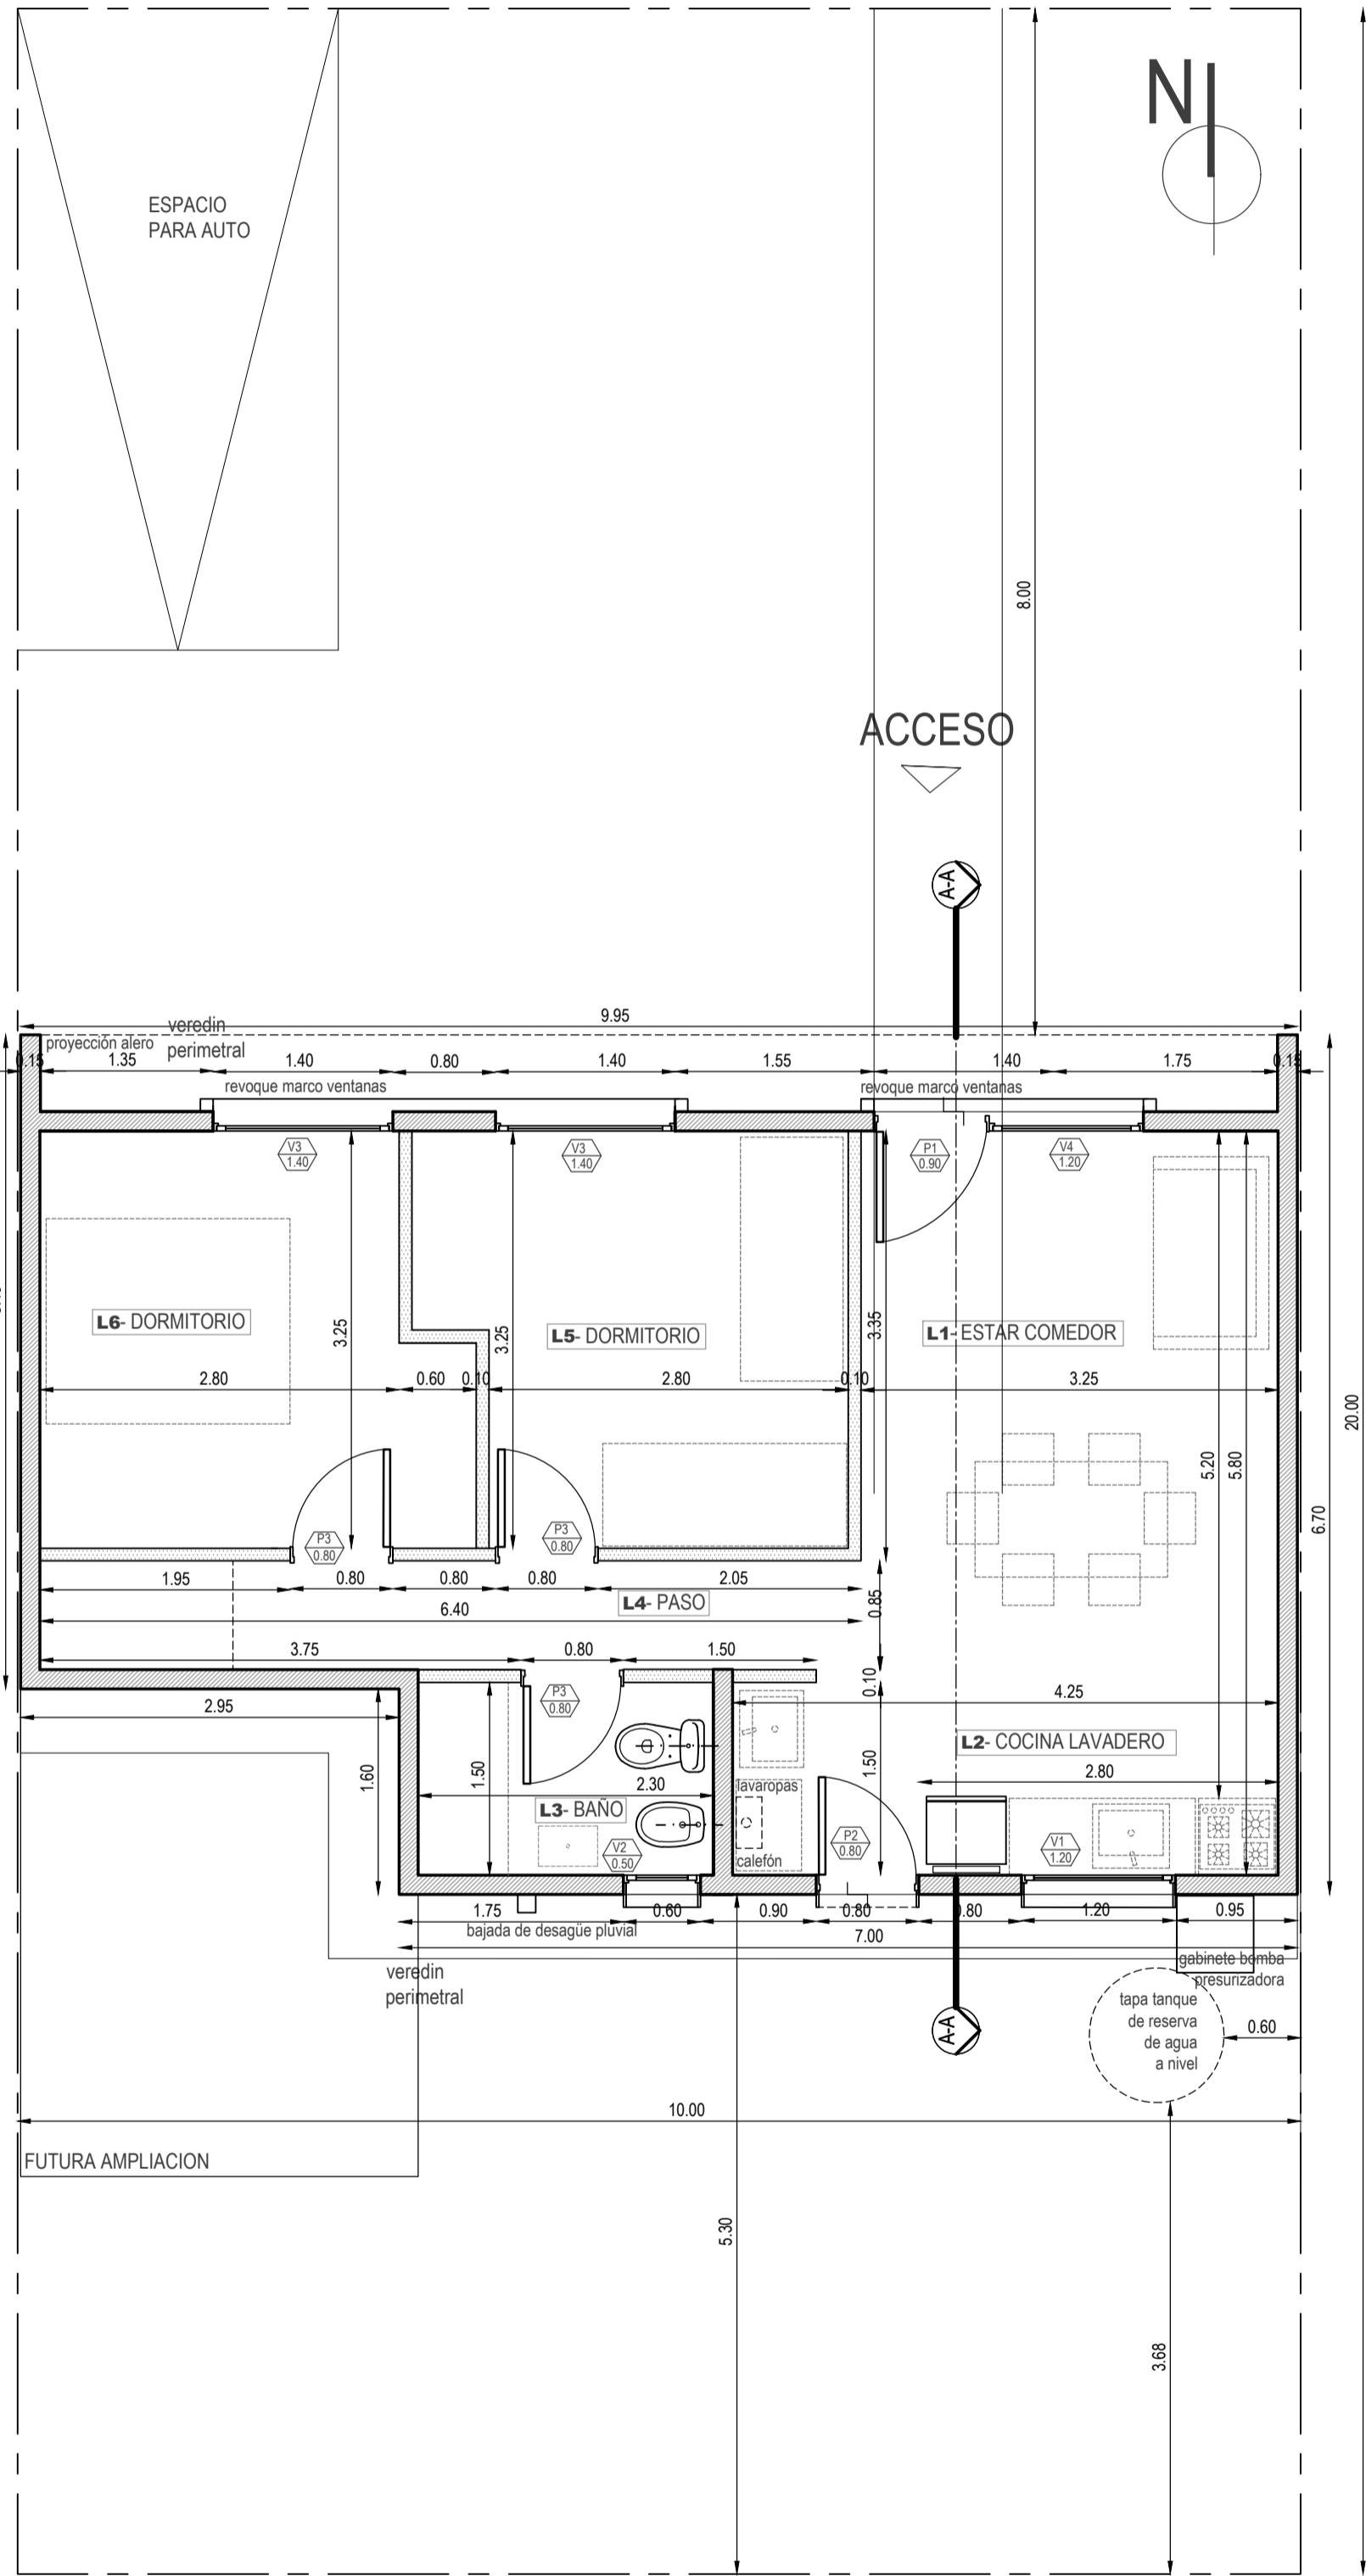 N
ESPACIO
PARA AUTO
8.00
ACCESO
A-A
9.95
veredin
perimetral
proyección alero
0.15
1.35
1.40
0.80
1.40
1.55
1.40
1.75
revoque marco ventanas
revoque marco ventanas
V3
1.40
V3
1.40
P1
0.90
V4
1.20
L6- DORMITORIO
3.25
3.25
L5- DORMITORIO
3.35
L1- ESTAR COMEDOR
2.80
0.60
0.10
2.80
0.10
3.25
20.00
5.20
5.80
6.70
P3
0.80
P3
0.80
1.95
0.80
0.80
0.80
2.05
L4- PASO
0.85
6.40
3.75
0.80
1.50
0.10
P3
0.80
2.95
4.25
L2- COCINA LAVADERO
1.60
1.50
1.50
2.30
2.80
lavaropas
L3- BAÑO
V2
0.50
P2
0.80
V1
1.20
calefón
1.75
0.60
0.90
0.80
0.80
1.20
0.95
bajada de desagüe pluvial
7.00
gabinete bomba
presurizadora
veredin
perimetral
tapa tanque
de reserva
de agua
a nivel
A-A
0.60
10.00
FUTURA AMPLIACION
5.30
3.68